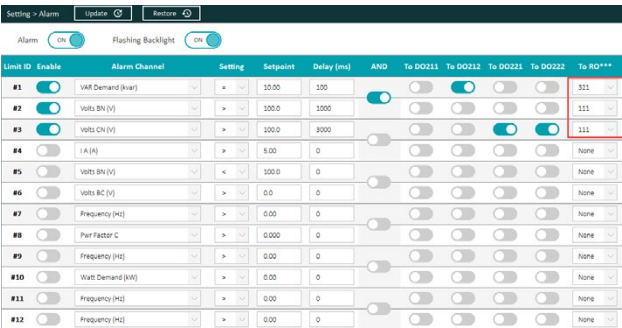 Setting > Alarm Update Restore
Alarm ON Flashing Backlight ON
Limit ID Enable Alarm Channel Setting Setpoint Delay (ms) AND To DO211 To DO212 To DO221 To DO222 To RO***
#1 VAR Demand (kvar) = 10.00 100 321
#2 Volts BN (V) > 100.0 1000 111
#3 Volts CN (V) > 100.0 3000 111
#4 I A (A) > 5.00 0 None
#5 Volts BN (V) < 100.0 0 None
#6 Volts BC (V) > 0.0 0 None
#7 Frequency (Hz) > 0.00 0 None
#8 Pwr Factor C > 0.000 0 None
#9 Frequency (Hz) > 0.00 0 None
#10 Watt Demand (kW) > 0.00 0 None
#11 Frequency (Hz) > 0.00 0 None
#12 Frequency (Hz) > 0.00 0 None